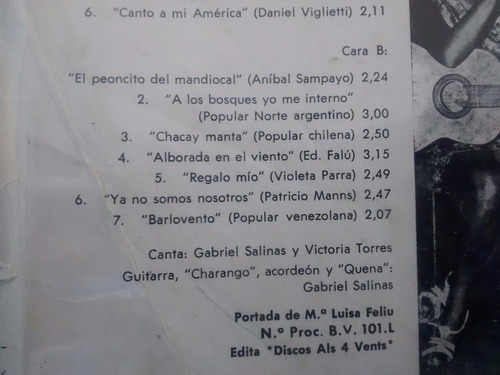 6. "Canto a mi América" (Daniel Viglietti) 2,11
Cara B:
"El peoncito del mandiocal" (Aníbal Sampayo) 2,24
2. "A los bosques yo me interno"
(Popular Norte argentino) 3,00
3. "Chacay manta" (Popular chilena) 2,50
4. "Alborada en el viento" (Ed. Falú) 3,15
5. "Regalo mío" (Violeta Parra) 2,49
6. "Ya no somos nosotros" (Patricio Manns) 2,47
7. "Barlovento" (Popular venezolana) 2,07
Canta: Gabriel Salinas y Victoria Torres
Guitarra, "Charango", acordeón y "Quena":
Gabriel Salinas
Portada de M.ª Luisa Feliu
N.º Proc. B.V. 101.L
Edita "Discos Als 4 Vents"